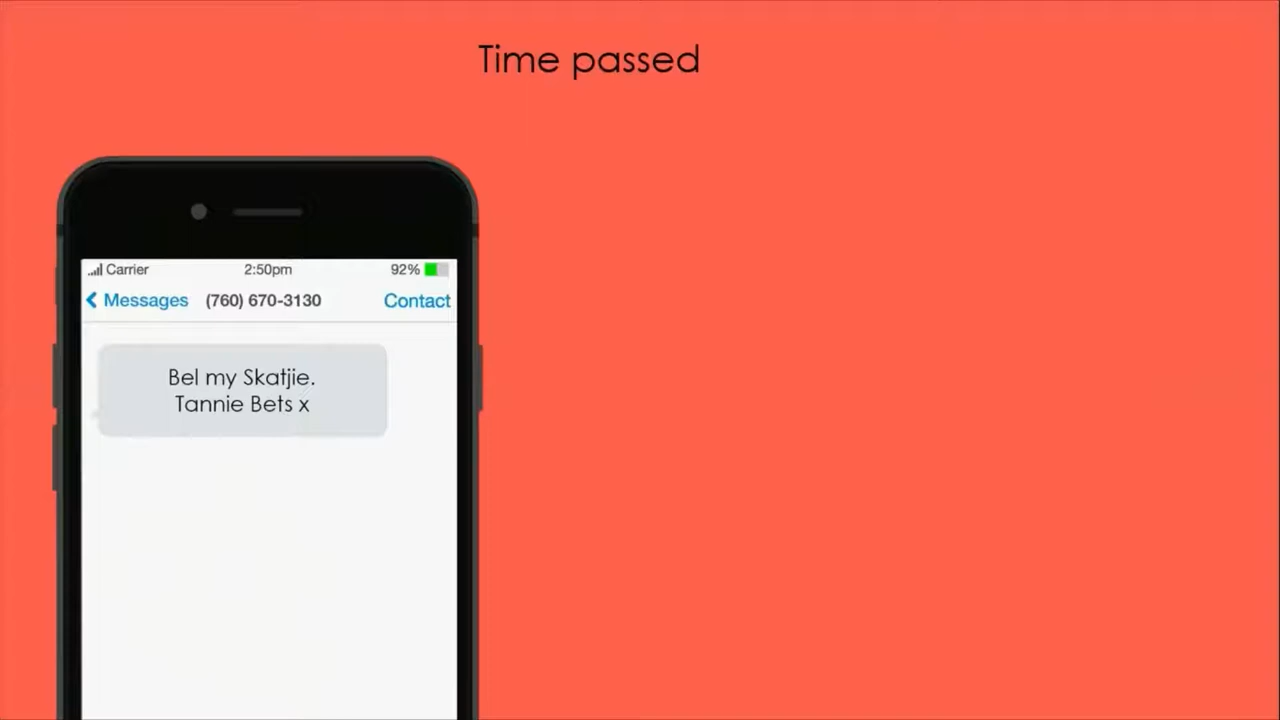 Time passed
Carrier 2:50pm 92%
Messages (760) 670-3130 Contact
Bel my Skatjie.
Tannie Bets x